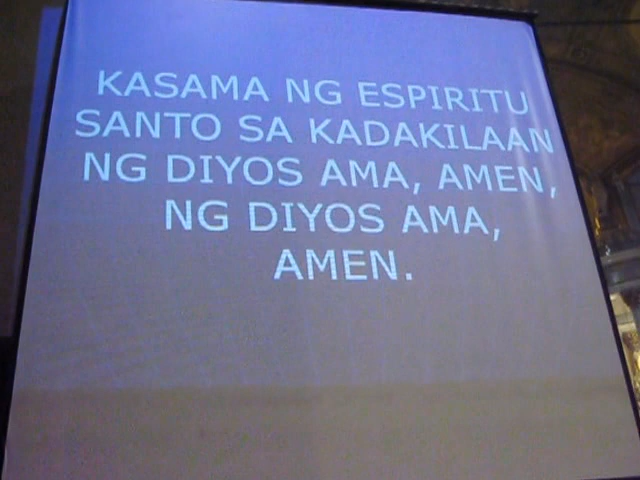 KASAMA NG ESPIRITU
SANTO SA KADAKILAAN
NG DIYOS AMA, AMEN,
NG DIYOS AMA,
AMEN.